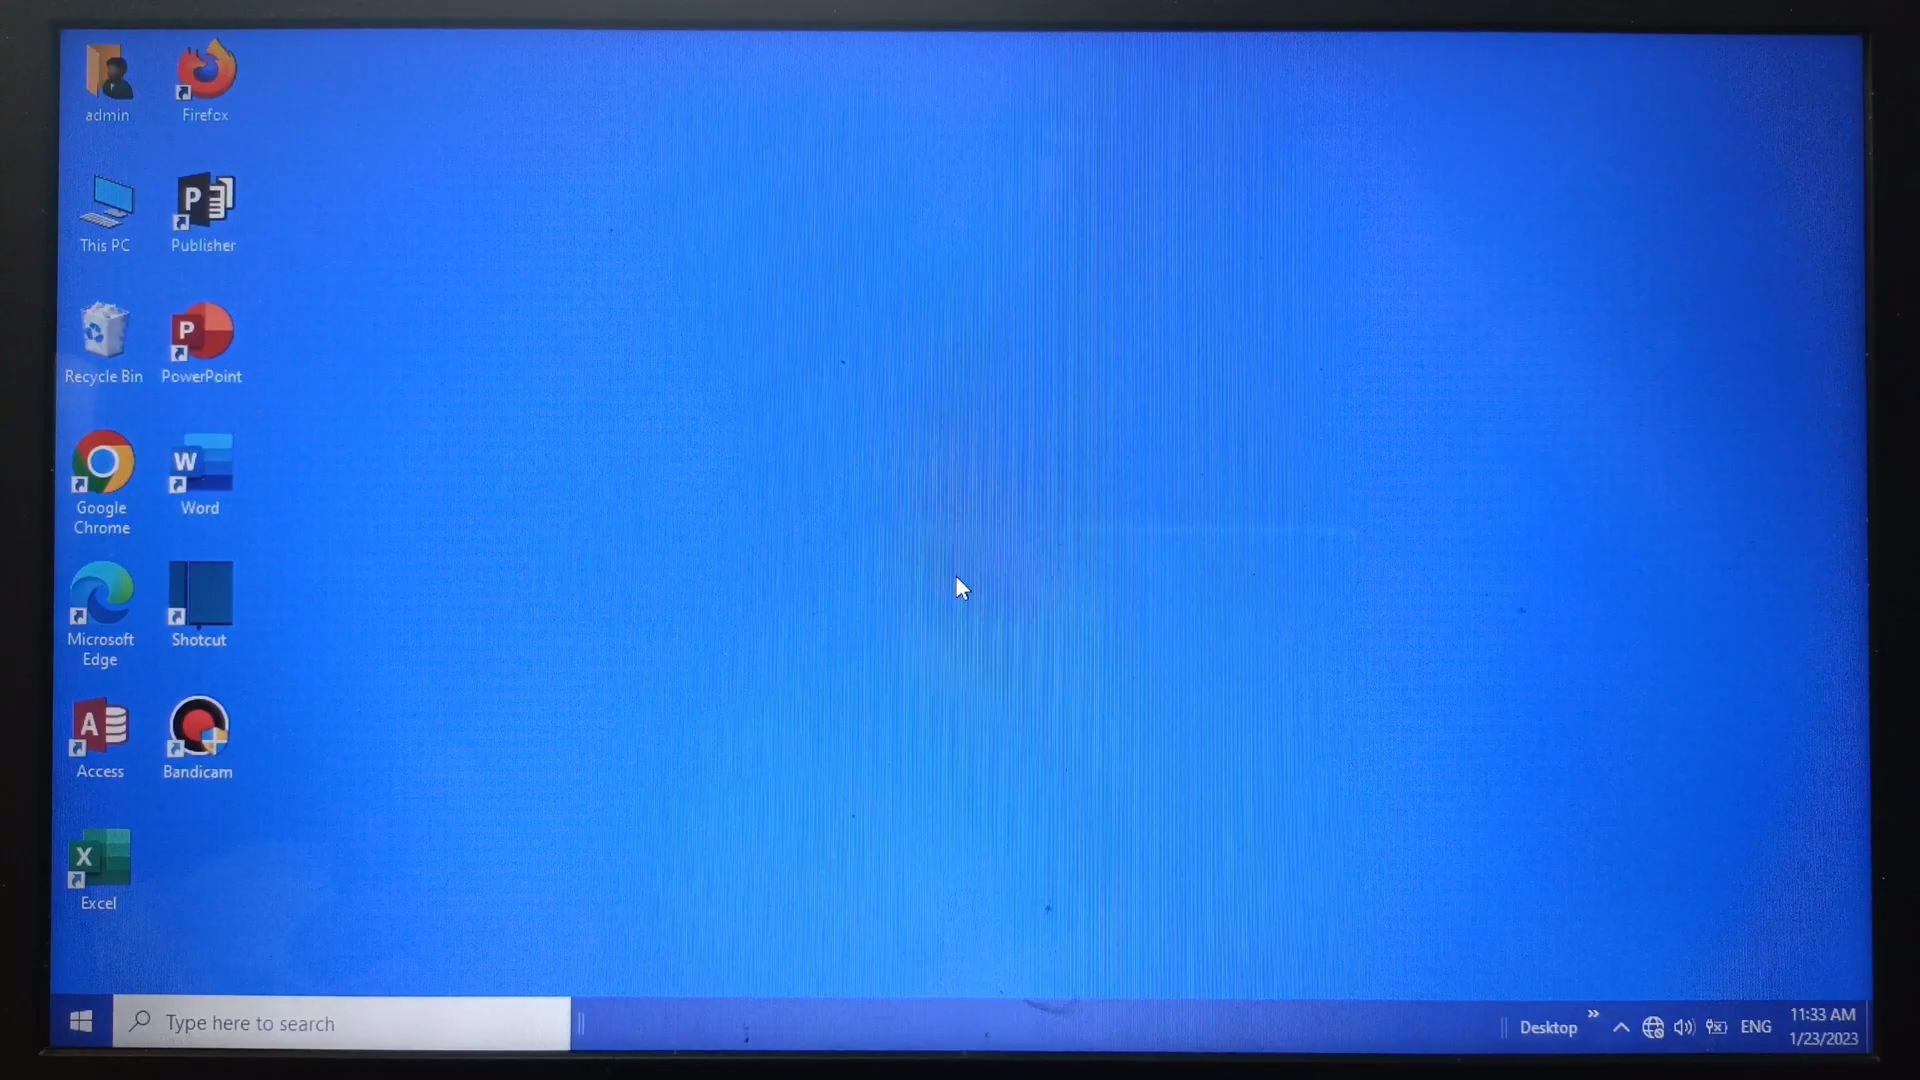 admin
Firefox
This PC
Publisher
Recycle Bin
PowerPoint
Google
Chrome
Word
Microsoft
Edge
Shotcut
Access
Bandicam
Excel
Type here to search
Desktop
ENG
11:33 AM
1/23/2023